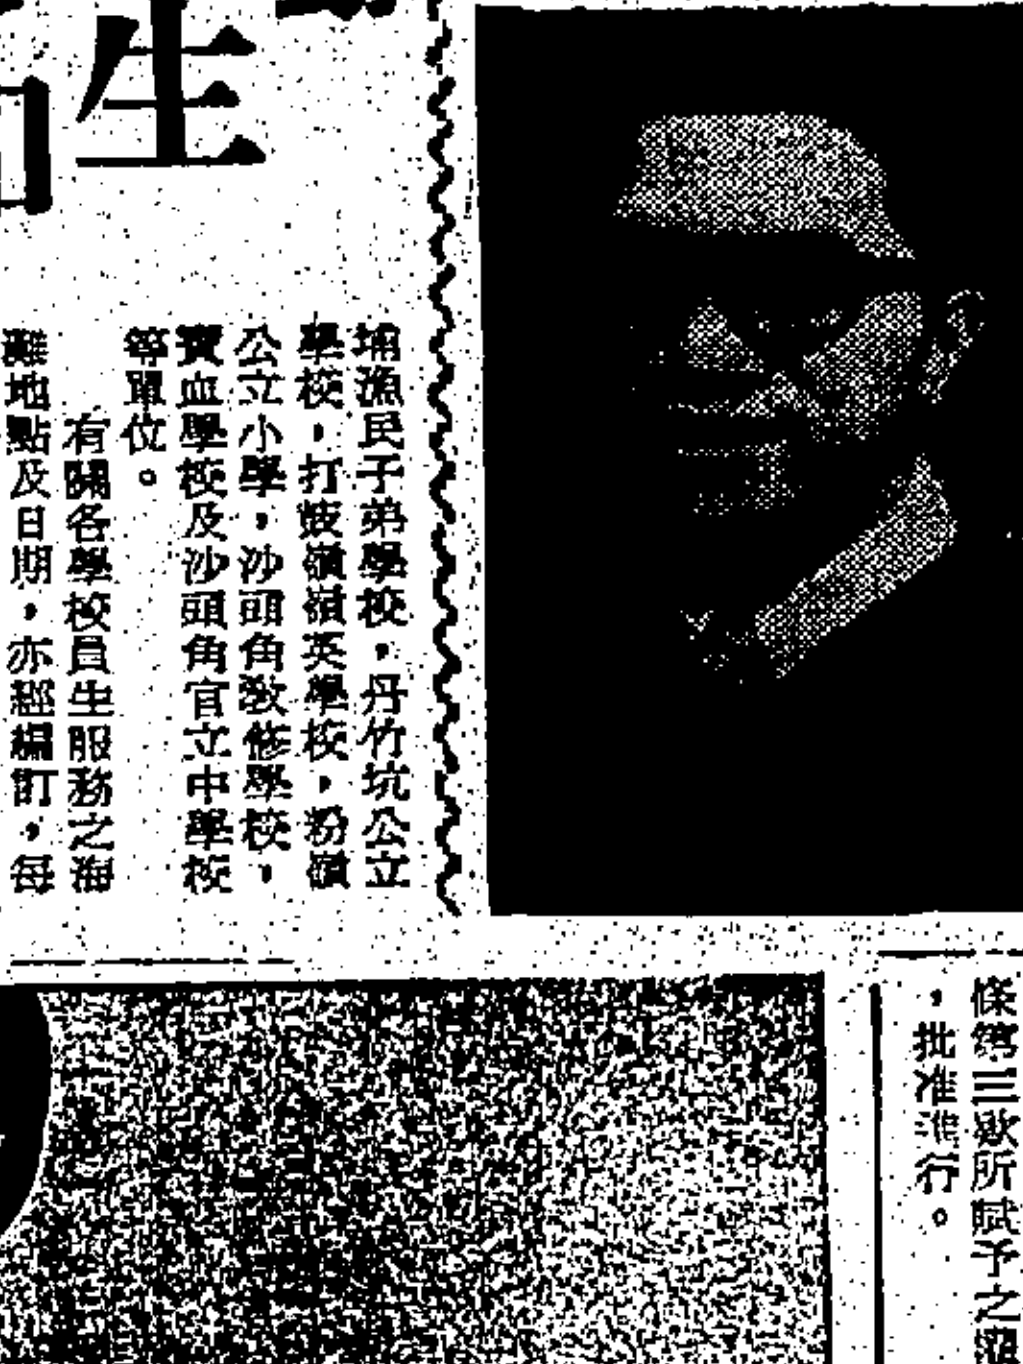 生
埔漁民子弟學校，丹竹坑公立
學校，打鼓嶺嶺英學校，粉嶺
公立小學，沙頭角敎修學校，
寶血學校及沙頭角官立中學校
等單位。
有關各學校員生服務之海
灘地點及日期，亦經編訂，每
條第三欵所賦予之
，批准準行。